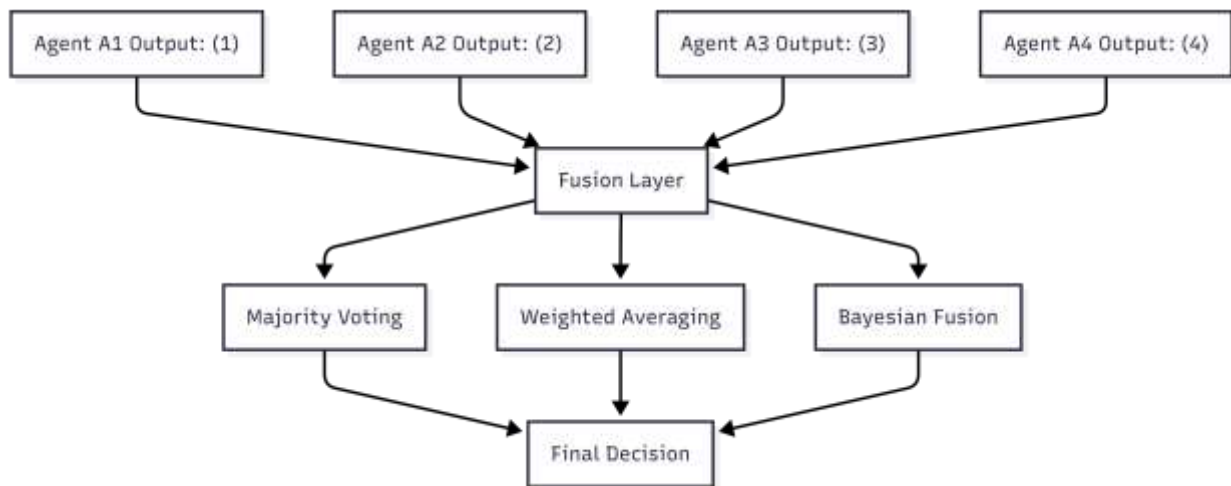 Agent A1 Output: (1)
Agent A2 Output: (2)
Agent A3 Output: (3)
Agent A4 Output: (4)
Fusion Layer
Majority Voting
Weighted Averaging
Bayesian Fusion
Final Decision